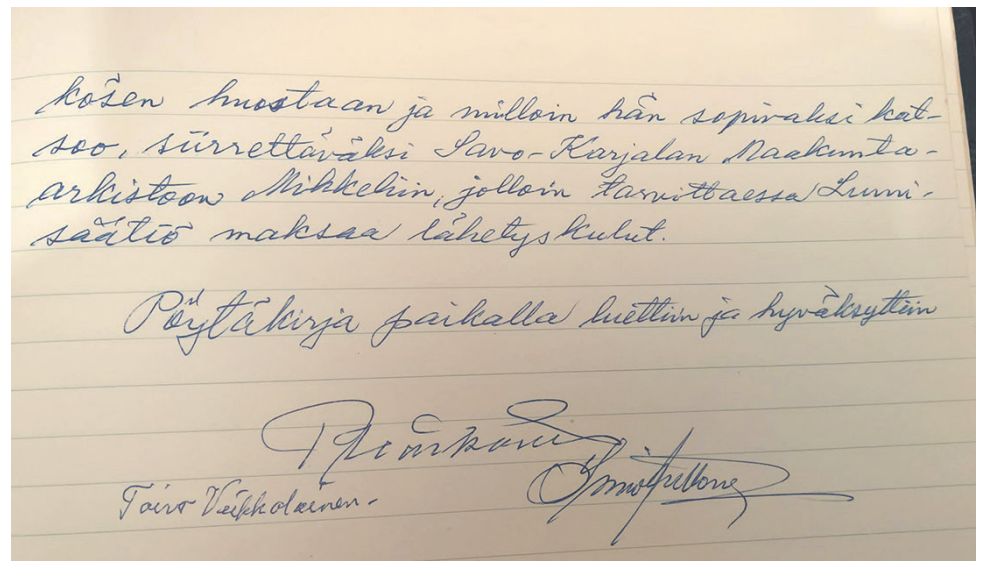 kosen huostaan ja milloin hän sopivaksi kat-
soo, siirrettäväksi Savo-Karjalan Maakunta-
arkistoon Mikkeliin, jolloin tarvittaessa Lumi-
säätiö maksaa lähetyskulut.
Pöytäkirja paikalla luettiin ja hyväksyttiin
Toivo Veikkolainen.